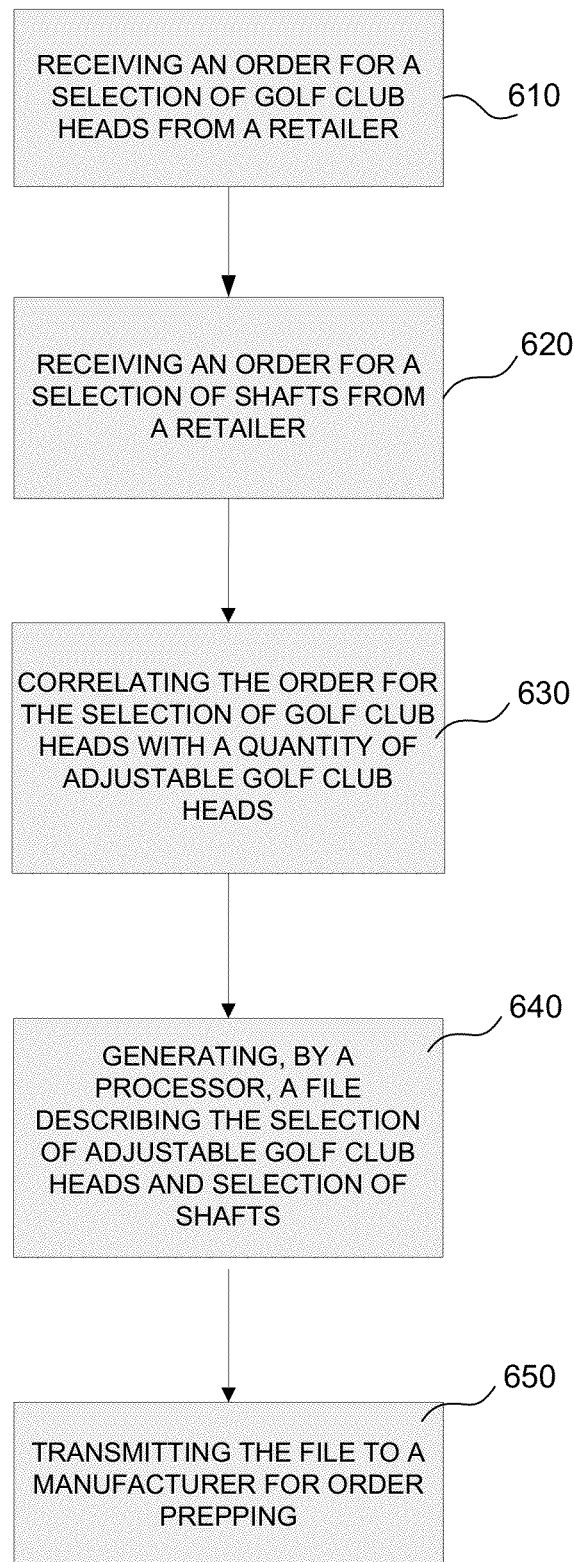 RECEIVING AN ORDER FOR A
SELECTION OF GOLF CLUB
HEADS FROM A RETAILER
610
RECEIVING AN ORDER FOR A
SELECTION OF SHAFTS FROM
A RETAILER
620
CORRELATING THE ORDER FOR
THE SELECTION OF GOLF CLUB
HEADS WITH A QUANTITY OF
ADJUSTABLE GOLF CLUB
HEADS
630
GENERATING, BY A
PROCESSOR, A FILE
DESCRIBING THE SELECTION
OF ADJUSTABLE GOLF CLUB
HEADS AND SELECTION OF
SHAFTS
640
TRANSMITTING THE FILE TO A
MANUFACTURER FOR ORDER
PREPPING
650